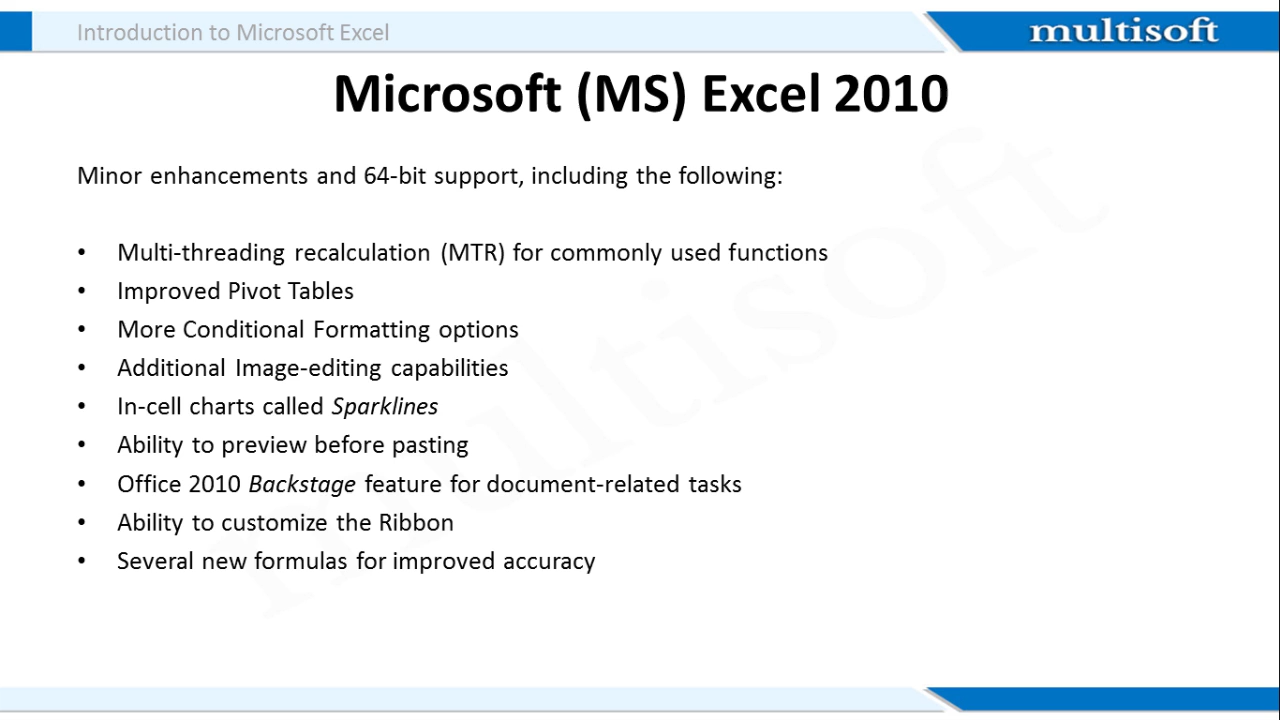 Introduction to Microsoft Excel
multisoft
Microsoft (MS) Excel 2010
Minor enhancements and 64-bit support, including the following:
• Multi-threading recalculation (MTR) for commonly used functions
• Improved Pivot Tables
• More Conditional Formatting options
• Additional Image-editing capabilities
• In-cell charts called Sparklines
• Ability to preview before pasting
• Office 2010 Backstage feature for document-related tasks
• Ability to customize the Ribbon
• Several new formulas for improved accuracy
multisoft